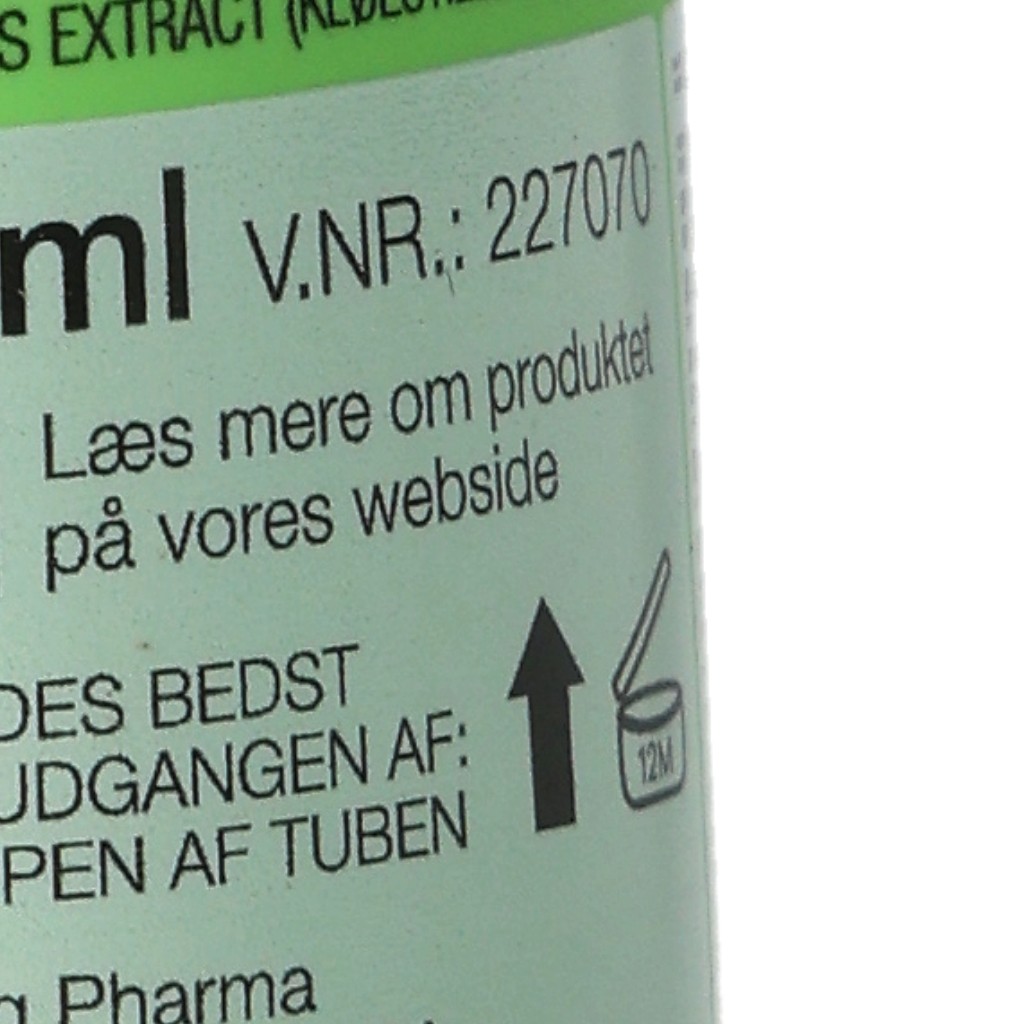 S EXTRACT
ml V.NR.: 227070
Læs mere om produktet
på vores webside
DES BEDST
UDGANGEN AF:
PEN AF TUBEN
12M
g Pharma